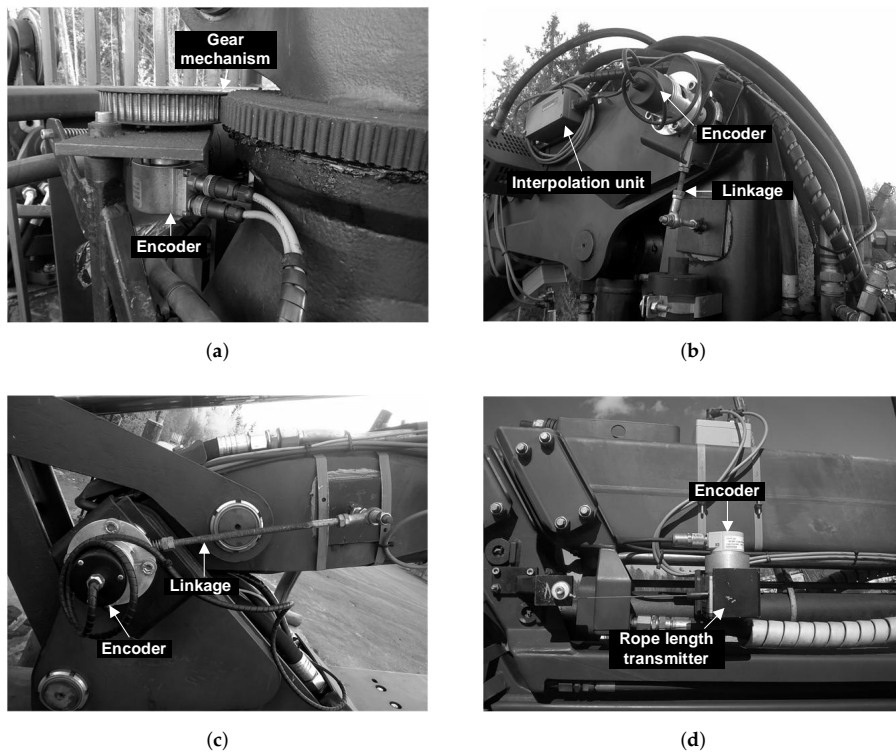 Gear
mechanism
Encoder
(a)
Encoder
Interpolation unit
Linkage
(b)
Linkage
Encoder
(c)
Encoder
Rope length
transmitter
(d)